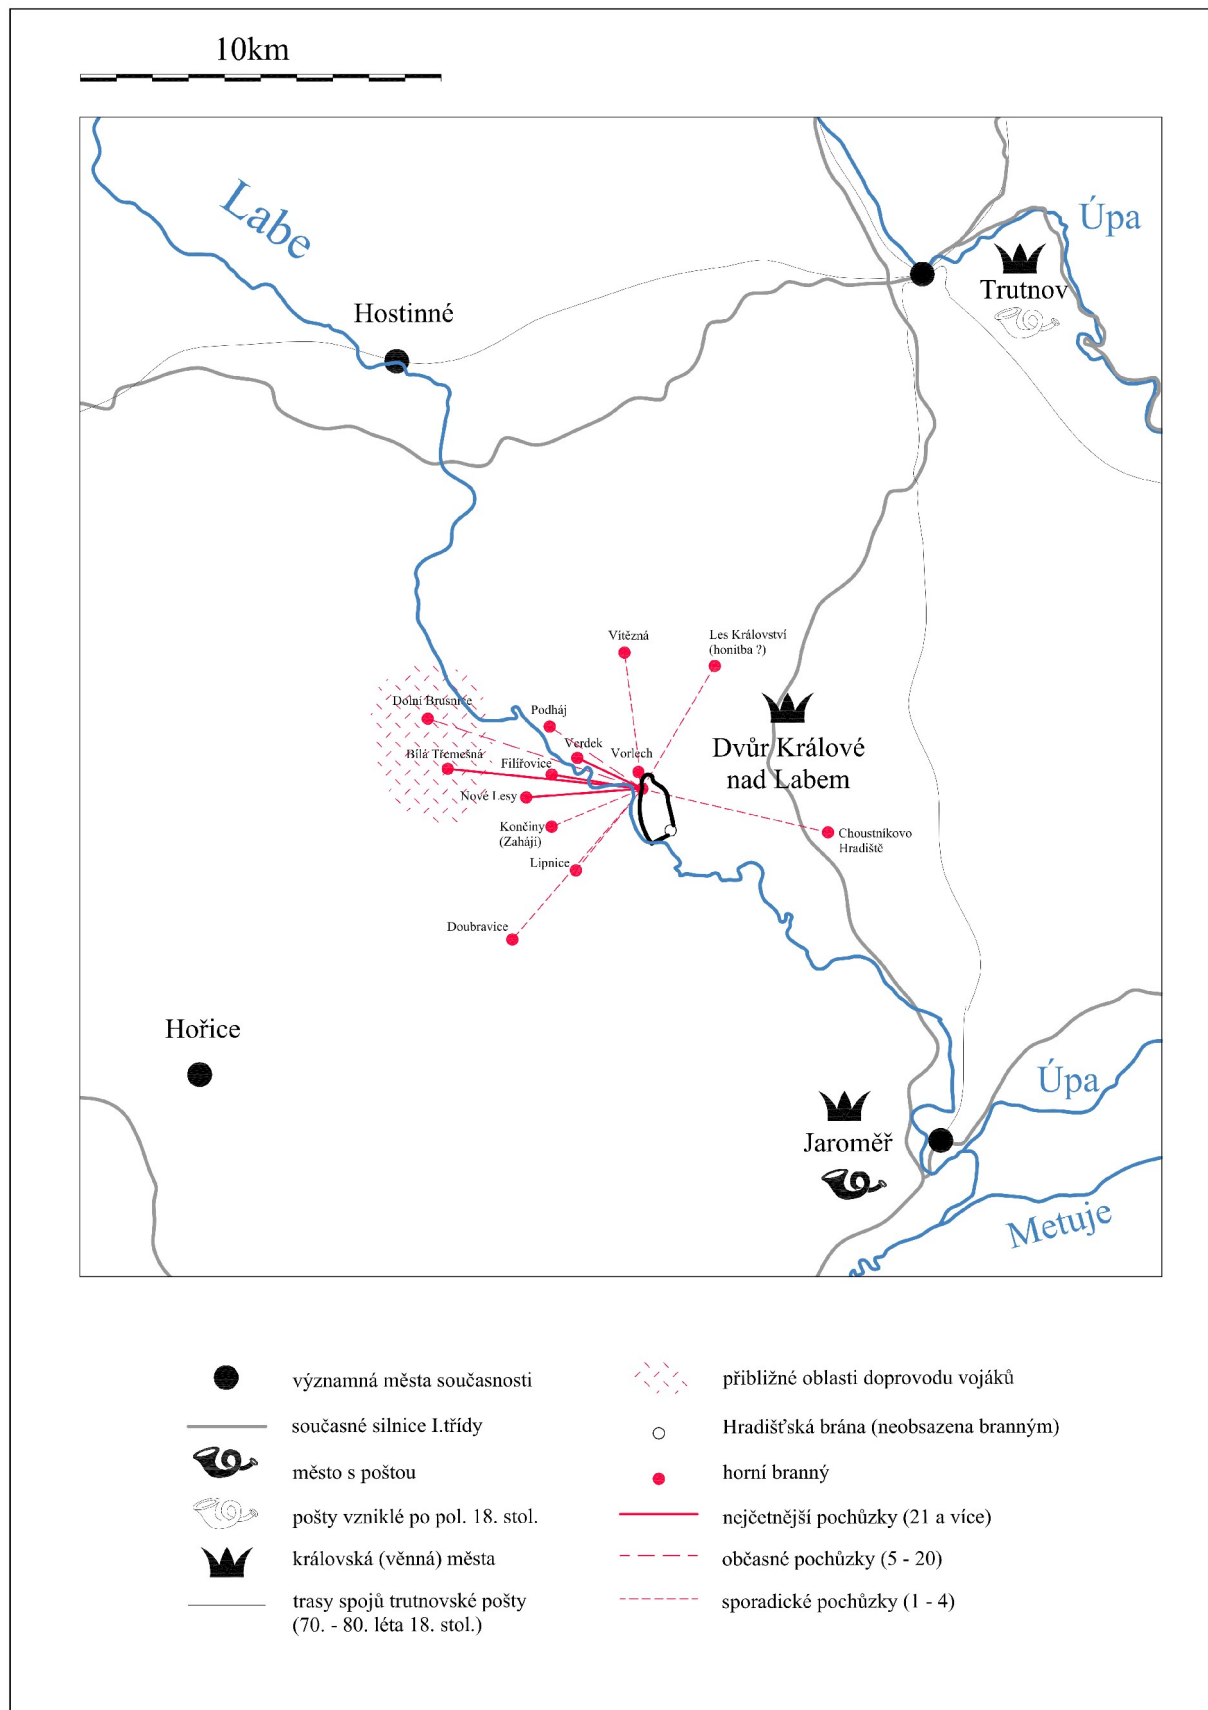 10km
Labe
Úpa
Trutnov
Hostinné
Vítězná
Les Království
(honitba ?)
Dolní Brusnice
Podháj
Verdek
Vorlech
Dvůr Králové
nad Labem
Bílá Třemešná
Filířovice
Nové Lesy
Končiny
(Zahájí)
Choustníkovo
Hradiště
Lipnice
Doubravice
Hořice
Úpa
Jaroměř
Metuje
významná města současnosti
současné silnice I.třídy
město s poštou
pošty vzniklé po pol. 18. stol.
královská (věnná) města
trasy spojů trutnovské pošty
(70. - 80. léta 18. stol.)
přibližné oblasti doprovodu vojáků
Hradišťská brána (neobsazena branným)
horní branný
nejčetnější pochůzky (21 a více)
občasné pochůzky (5 - 20)
sporadické pochůzky (1 - 4)